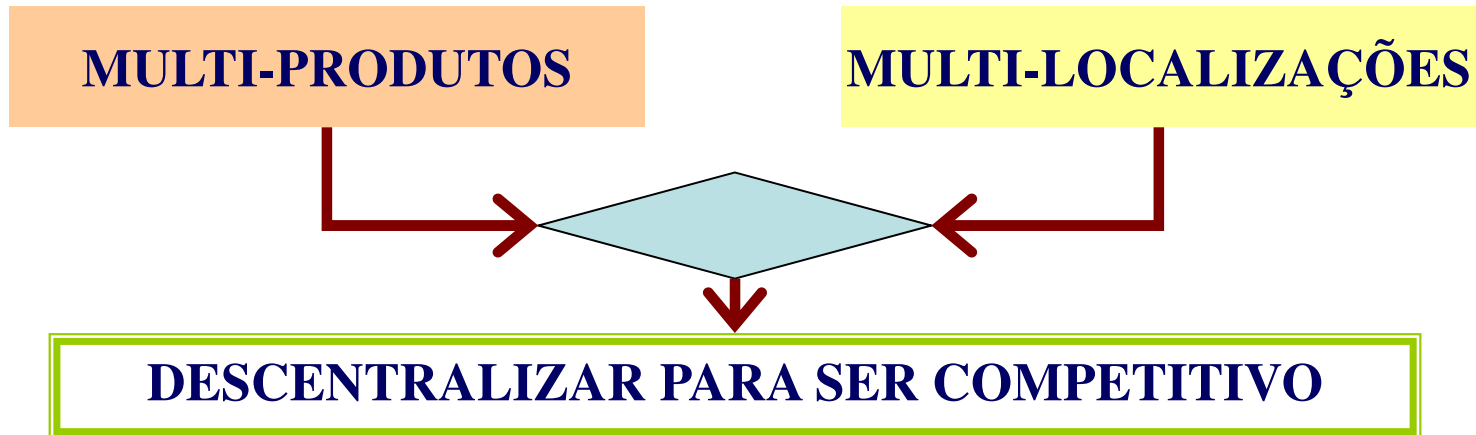 MULTI-PRODUTOS
MULTI-LOCALIZAÇÕES
DESCENTRALIZAR PARA SER COMPETITIVO